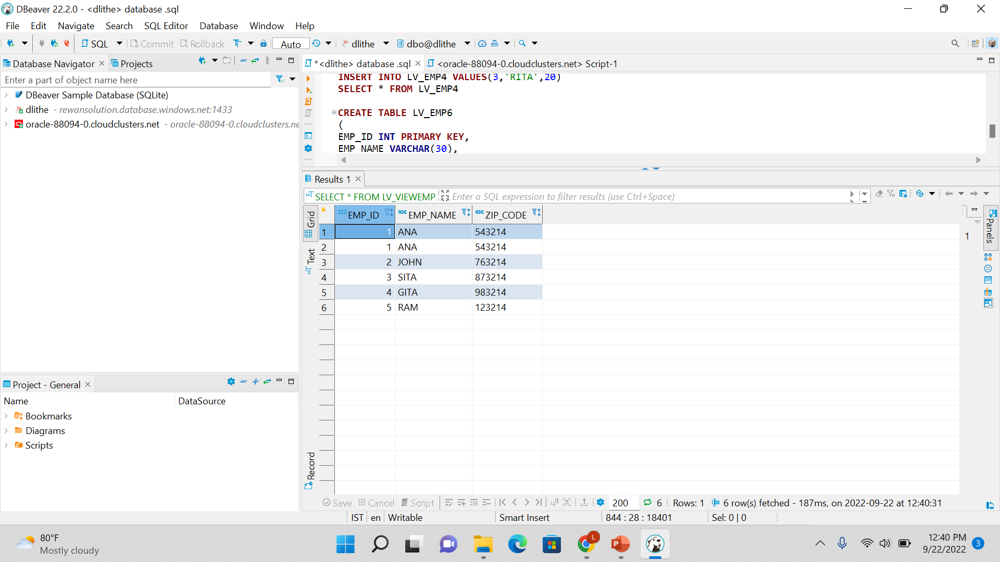 DBeaver 22.2.0 - <dlithe> database .sql
File Edit Navigate Search SQL Editor Database Window Help
SQL Commit Rollback Auto dlithe dbo@dlithe
Database Navigator Projects
Enter a part of object name here
DBeaver Sample Database (SQLite)
dlithe - rewansolution.database.windows.net:1433
oracle-88094-0.cloudclusters.net - oracle-88094-0.cloudclusters.ne
Project - General
Name DataSource
Bookmarks
Diagrams
Scripts
*<dlithe> database .sql <oracle-88094-0.cloudclusters.net> Script-1
INSERT INTO LV_EMP4 VALUES(3,'RITA',20)
SELECT * FROM LV_EMP4
CREATE TABLE LV_EMP6
(
EMP_ID INT PRIMARY KEY,
EMP_NAME VARCHAR(30),
Results 1
SELECT * FROM LV_VIEWEMP Enter a SQL expression to filter results (use Ctrl+Space)
Grid
Text
Record
123 EMP_ID ABC EMP_NAME ABC ZIP_CODE
1 1 ANA 543214
2 1 ANA 543214
3 2 JOHN 763214
4 3 SITA 873214
5 4 GITA 983214
6 5 RAM 123214
1
Panels
Save Cancel Script 200 6 Rows: 1 6 row(s) fetched - 187ms, on 2022-09-22 at 12:40:31
IST en Writable Smart Insert 844 : 28 : 18401 Sel: 0 | 0
80°F
Mostly cloudy
L
P
12:40 PM
9/22/2022
3